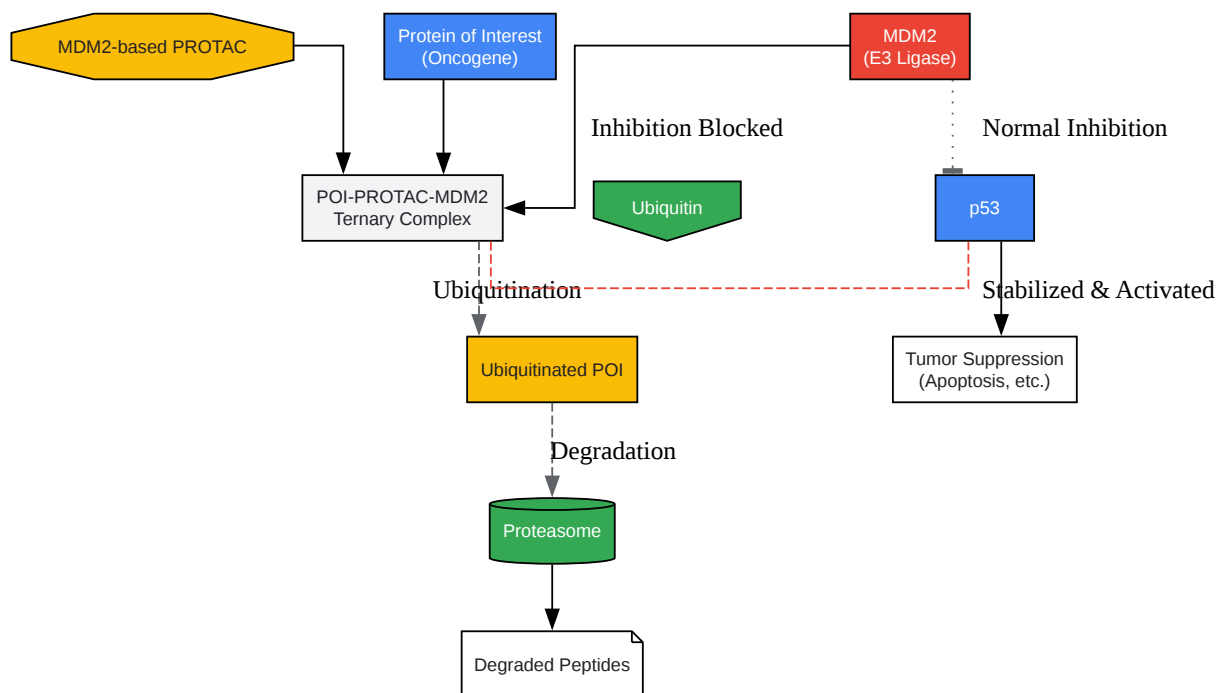 MDM2-based PROTAC
Protein of Interest
(Oncogene)
MDM2
(E3 Ligase)
Inhibition Blocked
Normal Inhibition
POI-PROTAC-MDM2
Ternary Complex
Ubiquitin
p53
Ubiquitination
Stabilized & Activated
Ubiquitinated POI
Tumor Suppression
(Apoptosis, etc.)
Degradation
Proteasome
Degraded Peptides